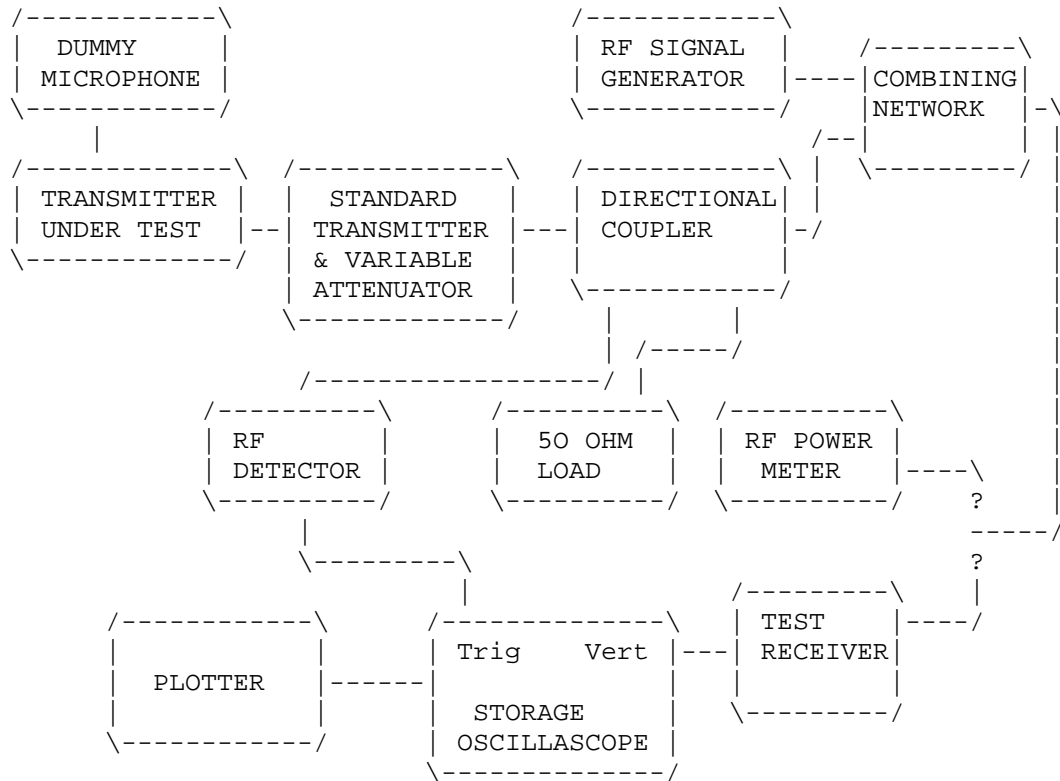 DUMMY
MICROPHONE
RF SIGNAL
GENERATOR
COMBINING
NETWORK
TRANSMITTER
UNDER TEST
STANDARD
TRANSMITTER
& VARIABLE
ATTENUATOR
DIRECTIONAL
COUPLER
RF
DETECTOR
50 OHM
LOAD
RF POWER
METER
?
?
TEST
RECEIVER
Trig Vert
STORAGE
OSCILLASCOPE
PLOTTER